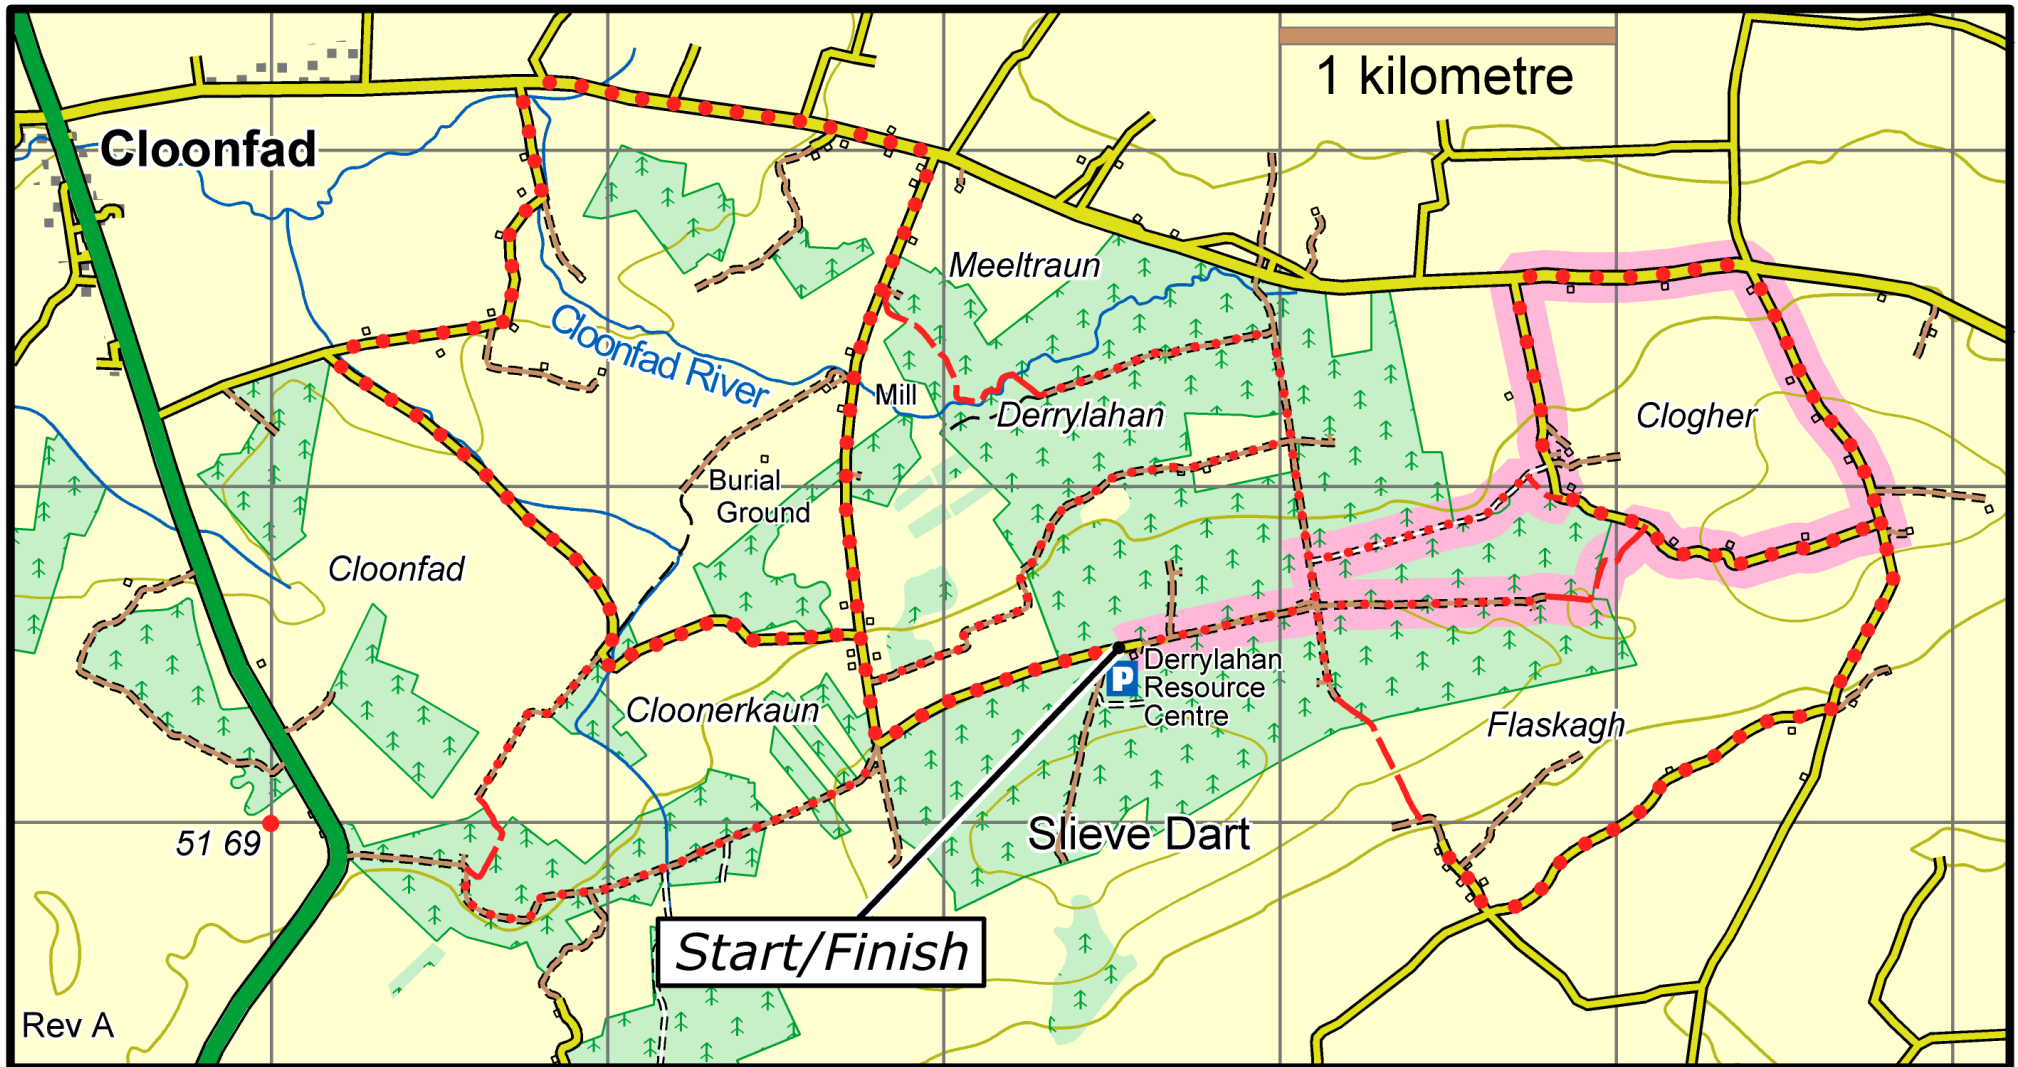 1 kilometre
Cloonfad
Meeltraun
Cloonfad River
Mill
Derrylahan
Clogher
Burial
Ground
Cloonfad
P
Derrylahan
Resource
Centre
Cloonerkaun
Flaskagh
51 69
Slieve Dart
Start/Finish
Rev A